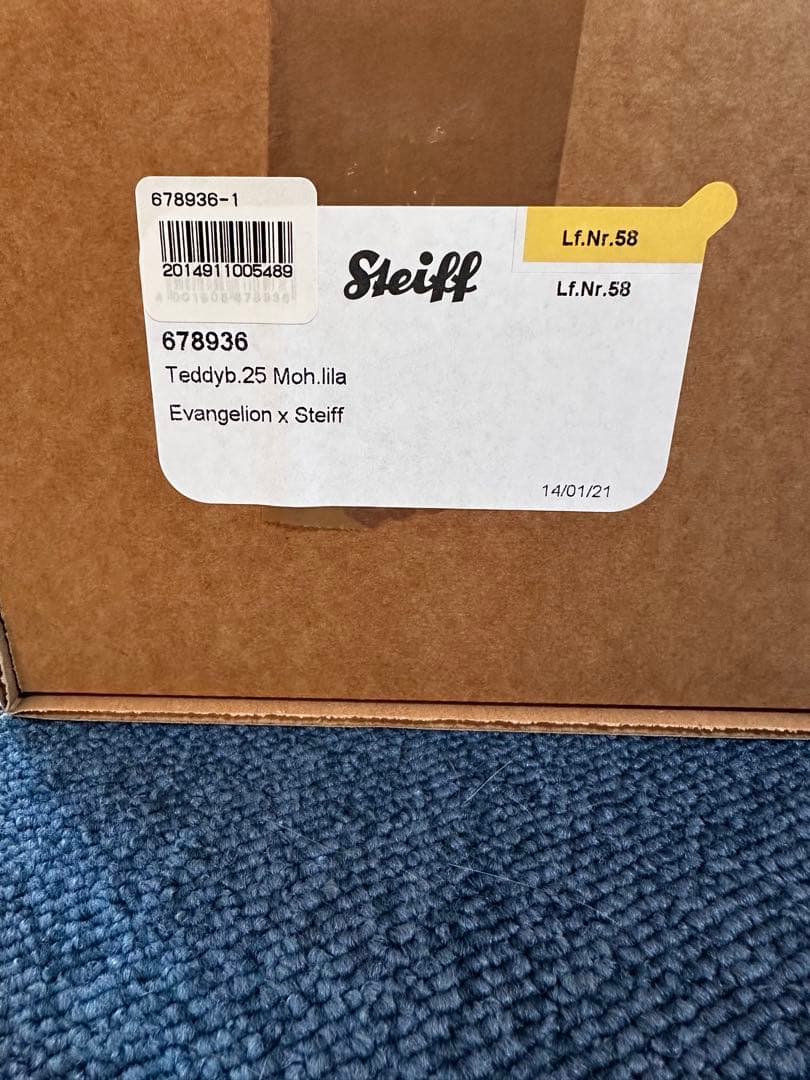 678936-1
2014911005489
Steiff
Lf.Nr.58
Lf.Nr.58
678936
Teddyb.25 Moh.lila
Evangelion x Steiff
14/01/21